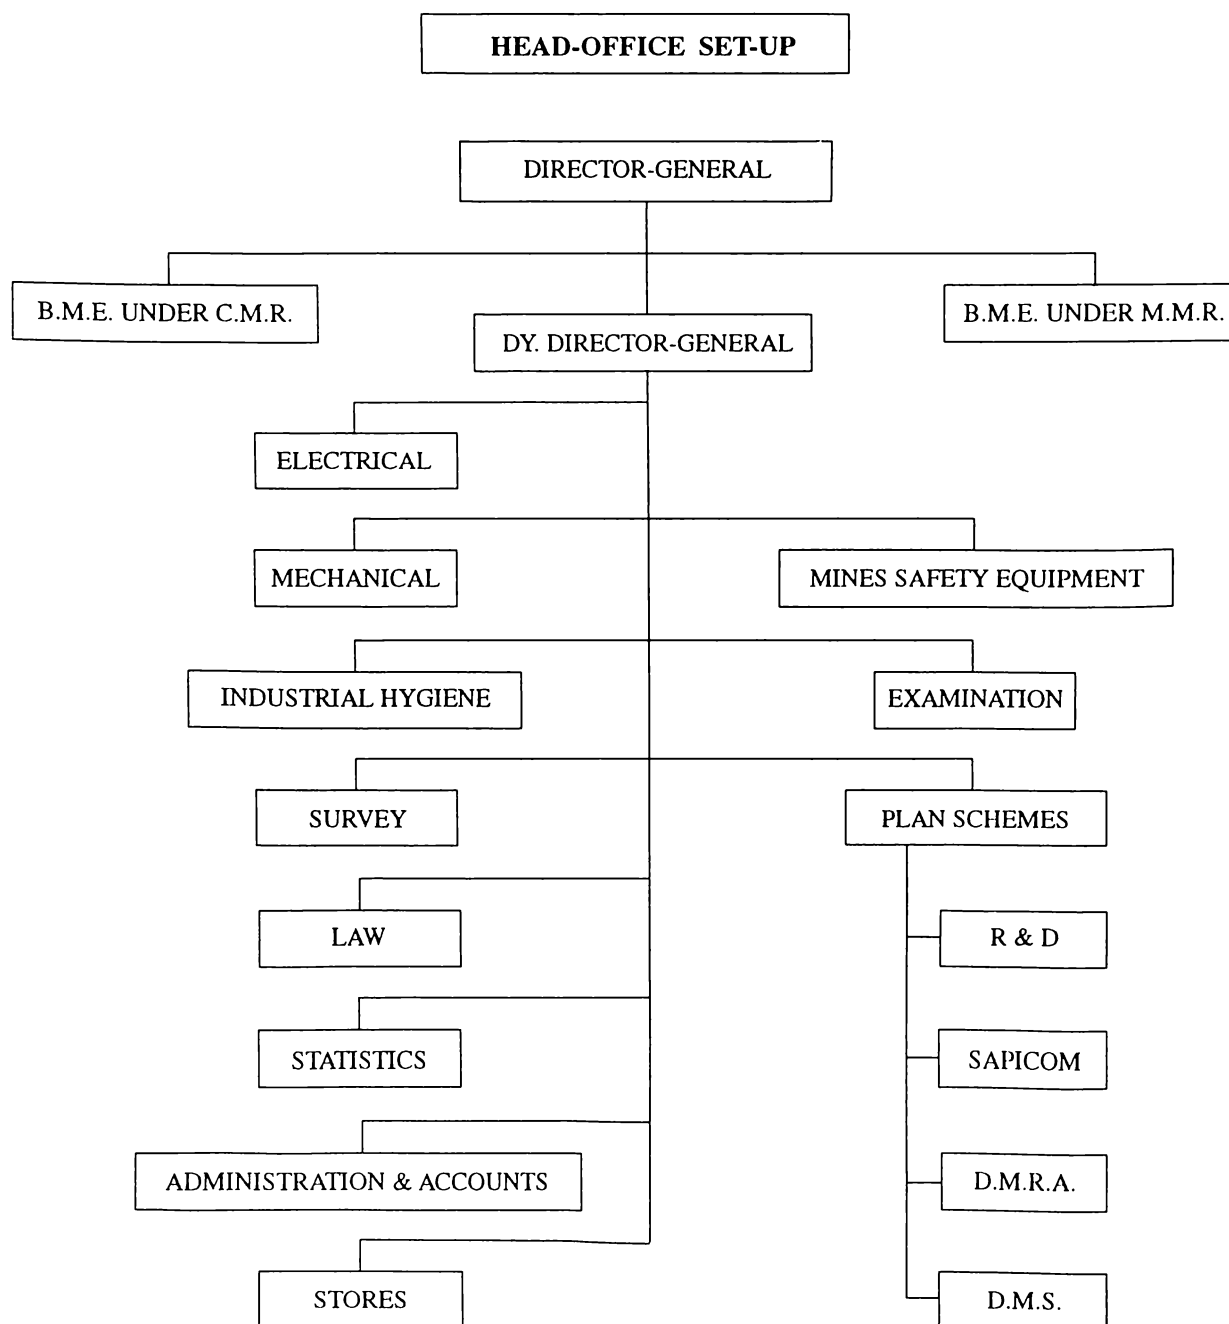 HEAD-OFFICE SET-UP
DIRECTOR-GENERAL
B.M.E. UNDER C.M.R.
B.M.E. UNDER M.M.R.
DY. DIRECTOR-GENERAL
ELECTRICAL
MECHANICAL
MINES SAFETY EQUIPMENT
INDUSTRIAL HYGIENE
EXAMINATION
SURVEY
PLAN SCHEMES
LAW
R & D
STATISTICS
SAPICOM
ADMINISTRATION & ACCOUNTS
D.M.R.A.
STORES
D.M.S.